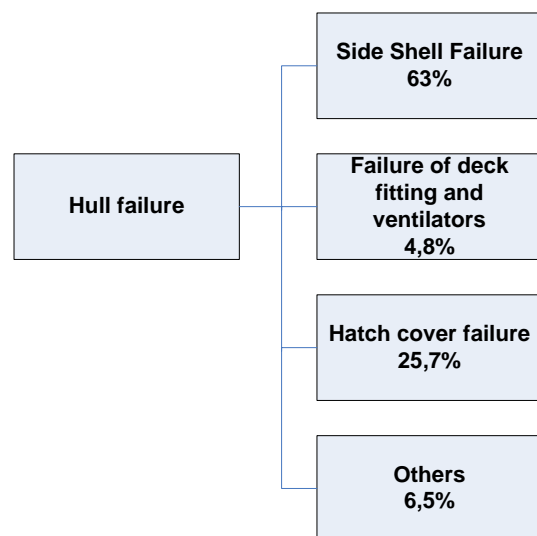 Side Shell Failure
63%
Hull failure
Failure of deck
fitting and
ventilators
4,8%
Hatch cover failure
25,7%
Others
6,5%